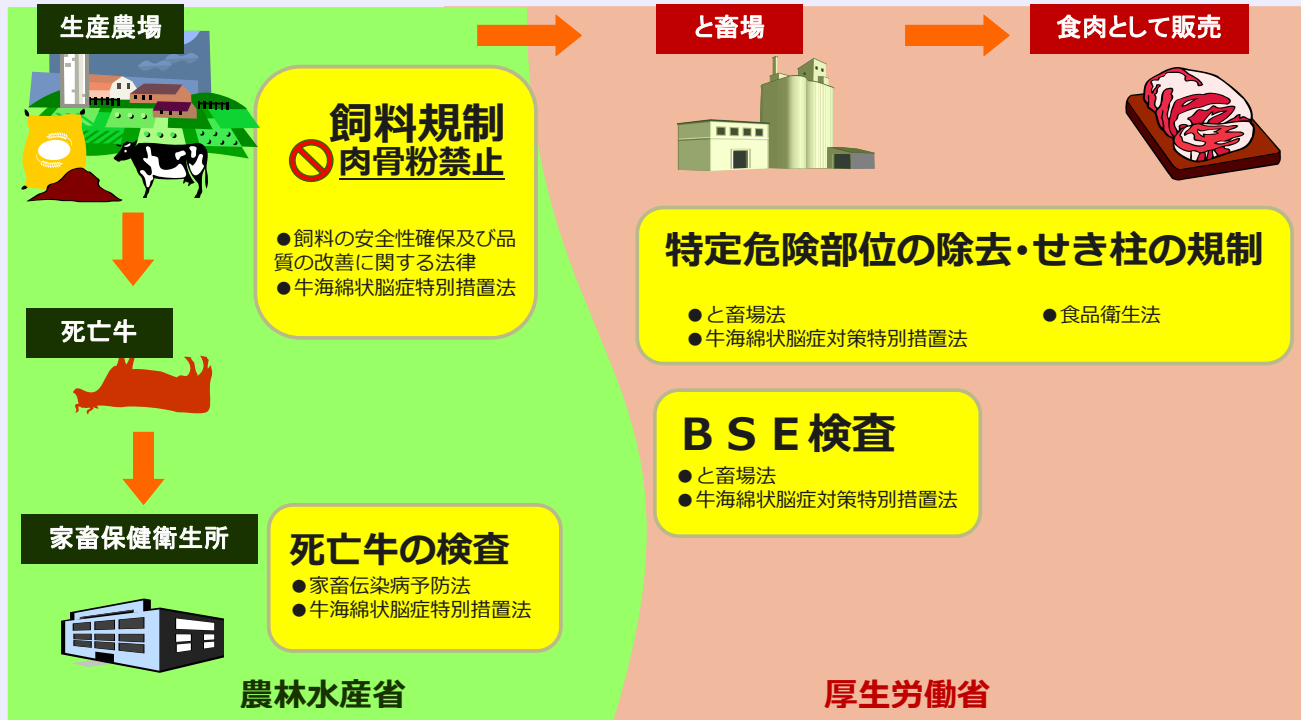 生産農場
と畜場
食肉として販売
飼料規制
肉骨粉禁止
●飼料の安全性確保及び品
質の改善に関する法律
●牛海綿状脳症特別措置法
特定危険部位の除去・せき柱の規制
●と畜場法
●牛海綿状脳症対策特別措置法
●食品衛生法
死亡牛
BSE検査
●と畜場法
●牛海綿状脳症対策特別措置法
家畜保健衛生所
死亡牛の検査
●家畜伝染病予防法
●牛海綿状脳症特別措置法
農林水産省
厚生労働省